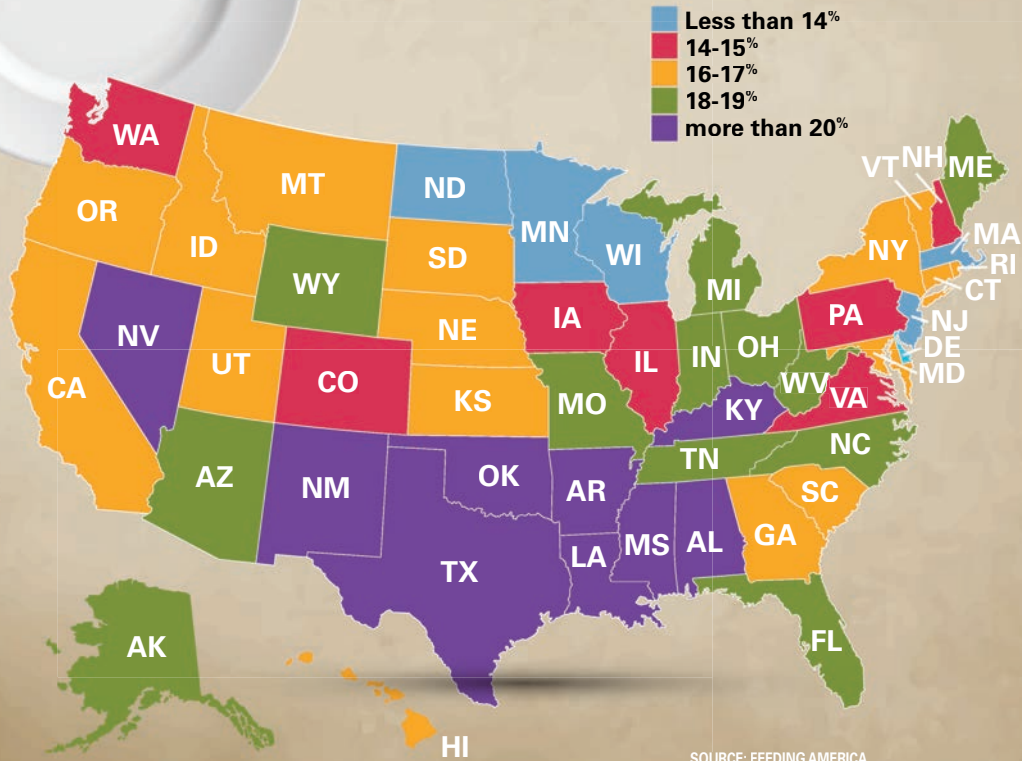 Less than 14%
14-15%
16-17%
18-19%
more than 20%
WA
OR
MT
ID
ND
MN
WI
SD
WY
NV
UT
CA
CO
NE
KS
IA
IL
MO
MI
IN
OH
KY
WV
VA
PA
NY
VT
NH
ME
MA
RI
CT
NJ
DE
MD
NC
TN
SC
GA
AZ
NM
OK
AR
TX
LA
MS
AL
FL
AK
HI
SOURCE: FEEDING AMERICA